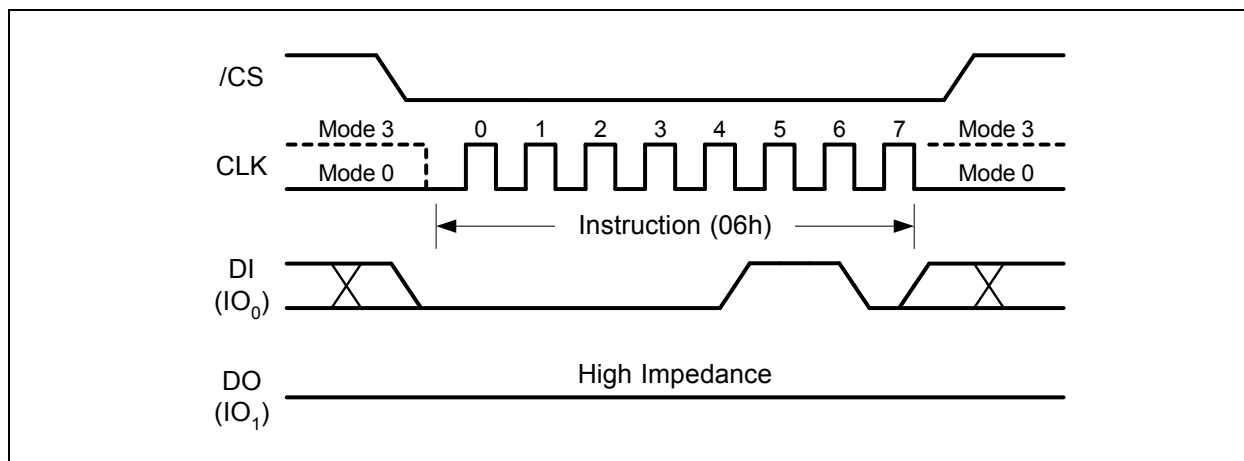 /CS
Mode 3 0 1 2 3 4 5 6 7 Mode 3
CLK
Mode 0 Mode 0
Instruction (06h)
DI
(IO₀)
High Impedance
DO
(IO₁)